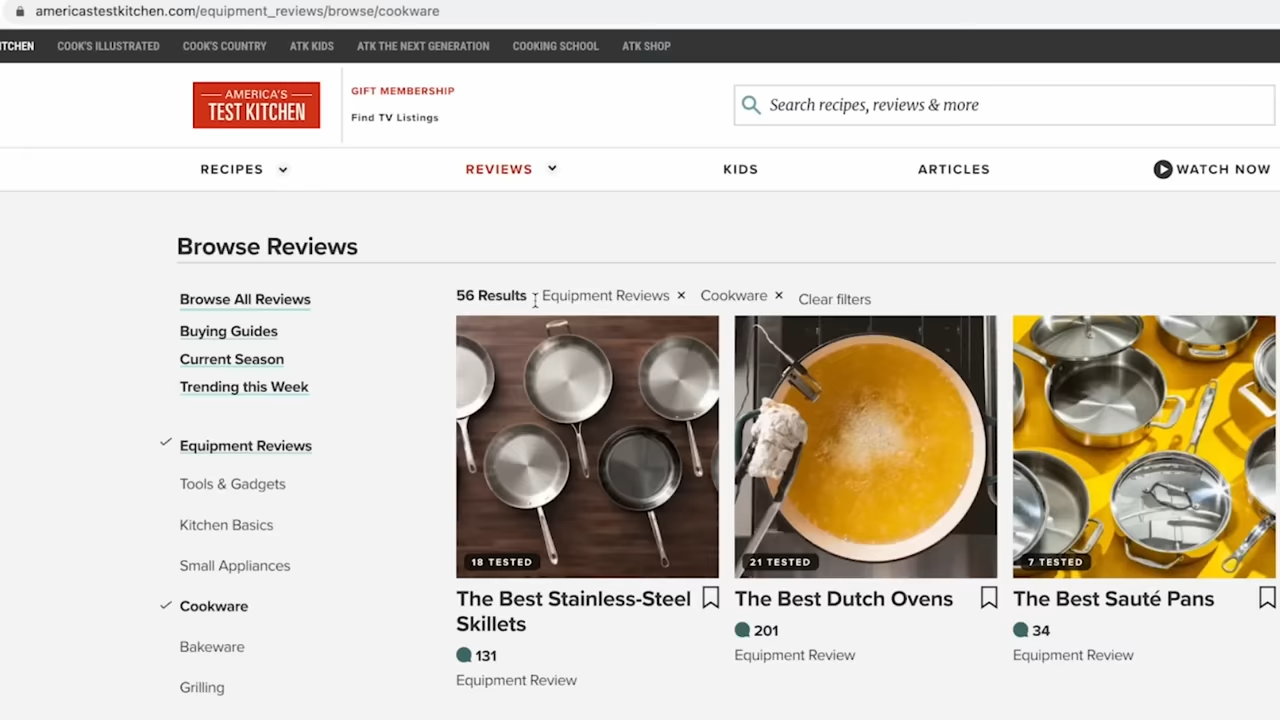 americastestkitchen.com/equipment_reviews/browse/cookware
ITCHEN COOK'S ILLUSTRATED COOK'S COUNTRY ATK KIDS ATK THE NEXT GENERATION COOKING SCHOOL ATK SHOP
AMERICA'S
TEST KITCHEN
GIFT MEMBERSHIP
Find TV Listings
Search recipes, reviews & more
RECIPES REVIEWS KIDS ARTICLES WATCH NOW
Browse Reviews
Browse All Reviews
Buying Guides
Current Season
Trending this Week
Equipment Reviews
Tools & Gadgets
Kitchen Basics
Small Appliances
Cookware
Bakeware
Grilling
56 Results Equipment Reviews × Cookware × Clear filters
18 TESTED
The Best Stainless-Steel
Skillets
131
Equipment Review
21 TESTED
The Best Dutch Ovens
201
Equipment Review
7 TESTED
The Best Sauté Pans
34
Equipment Review